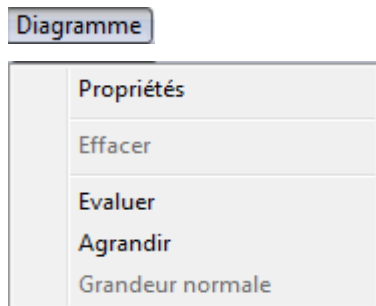 Diagramme
Propriétés
Effacer
Evaluer
Agrandir
Grandeur normale